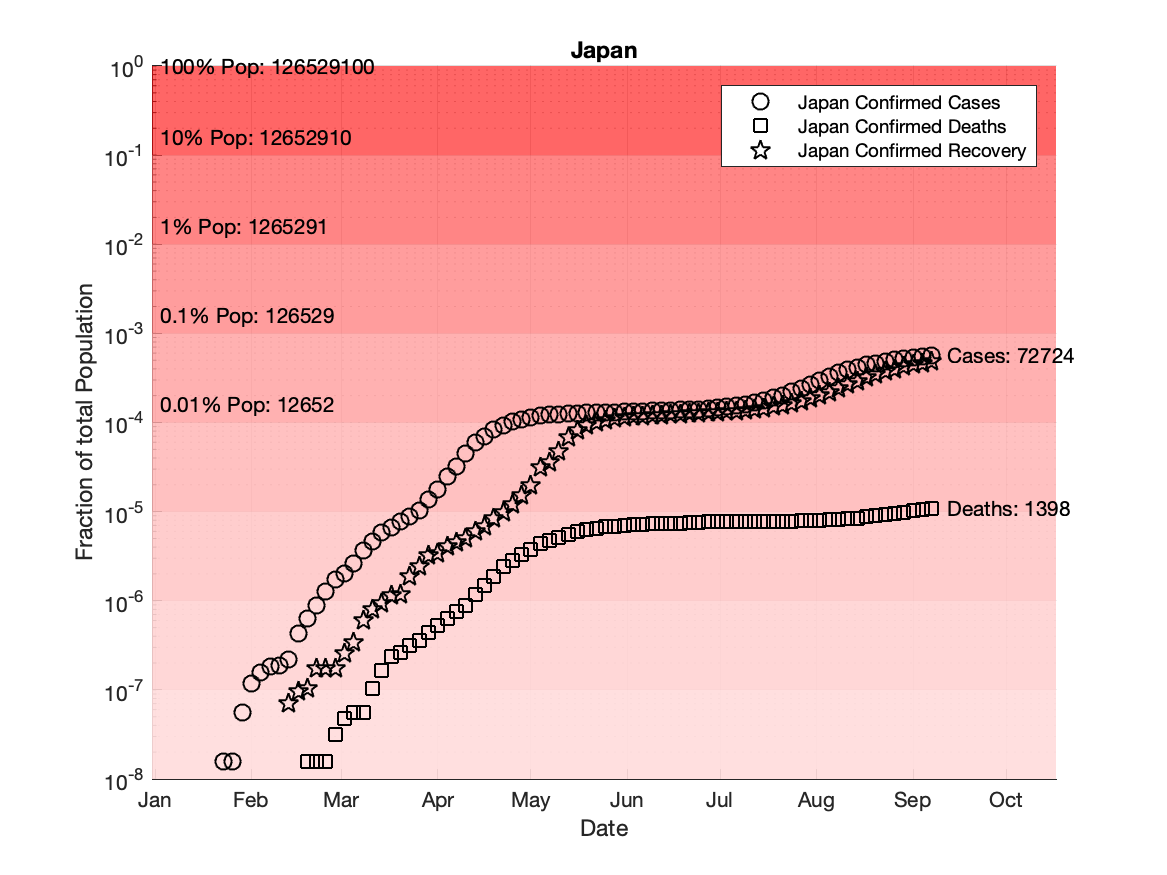 Japan
10^0
100% Pop: 126529100
Japan Confirmed Cases
Japan Confirmed Deaths
Japan Confirmed Recovery
10% Pop: 12652910
10^-1
1% Pop: 1265291
10^-2
0.1% Pop: 126529
10^-3
Cases: 72724
0.01% Pop: 12652
10^-4
10^-5
Deaths: 1398
10^-6
10^-7
10^-8
Fraction of total Population
Jan Feb Mar Apr May Jun Jul Aug Sep Oct
Date